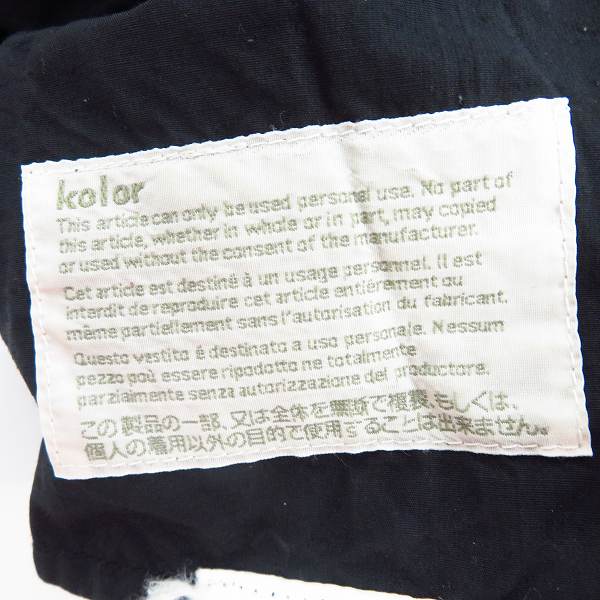 kolor
This article can only be used personal use. No part of
this article, whether in whole or in part, may copied
or used without the consent of the manufacturer.
Cet article est destiné à un usage personnel. Il est
interdit de reproduire cet article entiérement ou
même partiellement sans l'autorisation du fabricant.
Questo vestito é destinato a uso personale. Nessum
pezzo poù essere ripodotto ne totalmente
parzialmente senza autorizzazione del produttore.
この製品の一部、又は全体を無断で複製、もしくは、
個人の着用以外の目的で使用することは出来ません。